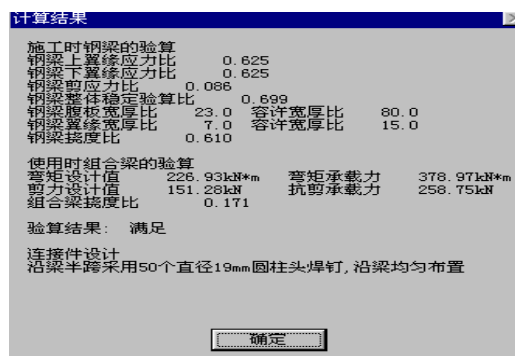 计算结果
施工时钢梁的验算
钢梁上翼缘应力比 0.625
钢梁下翼缘应力比 0.625
钢梁剪应力比 0.086
钢梁整体稳定验算比 0.699
钢梁腹板宽厚比 23.0 容许宽厚比 80.0
钢梁翼缘宽厚比 7.0 容许宽厚比 15.0
钢梁挠度比 0.610
使用时组合梁的验算
弯矩设计值 226.93kN*m 弯矩承载力 378.97kN*m
剪力设计值 151.28kN 抗剪承载力 258.75kN
组合梁挠度比 0.171
验算结果: 满足
连接件设计
沿梁半跨采用50个直径19mm圆柱头焊钉,沿梁均匀布置
确定